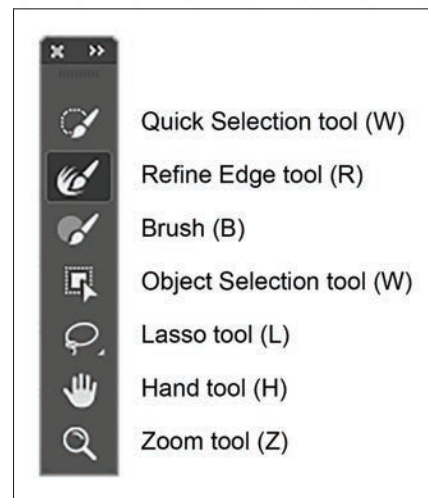 Quick Selection tool (W)
Refine Edge tool (R)
Brush (B)
Object Selection tool (W)
Lasso tool (L)
Hand tool (H)
Zoom tool (Z)